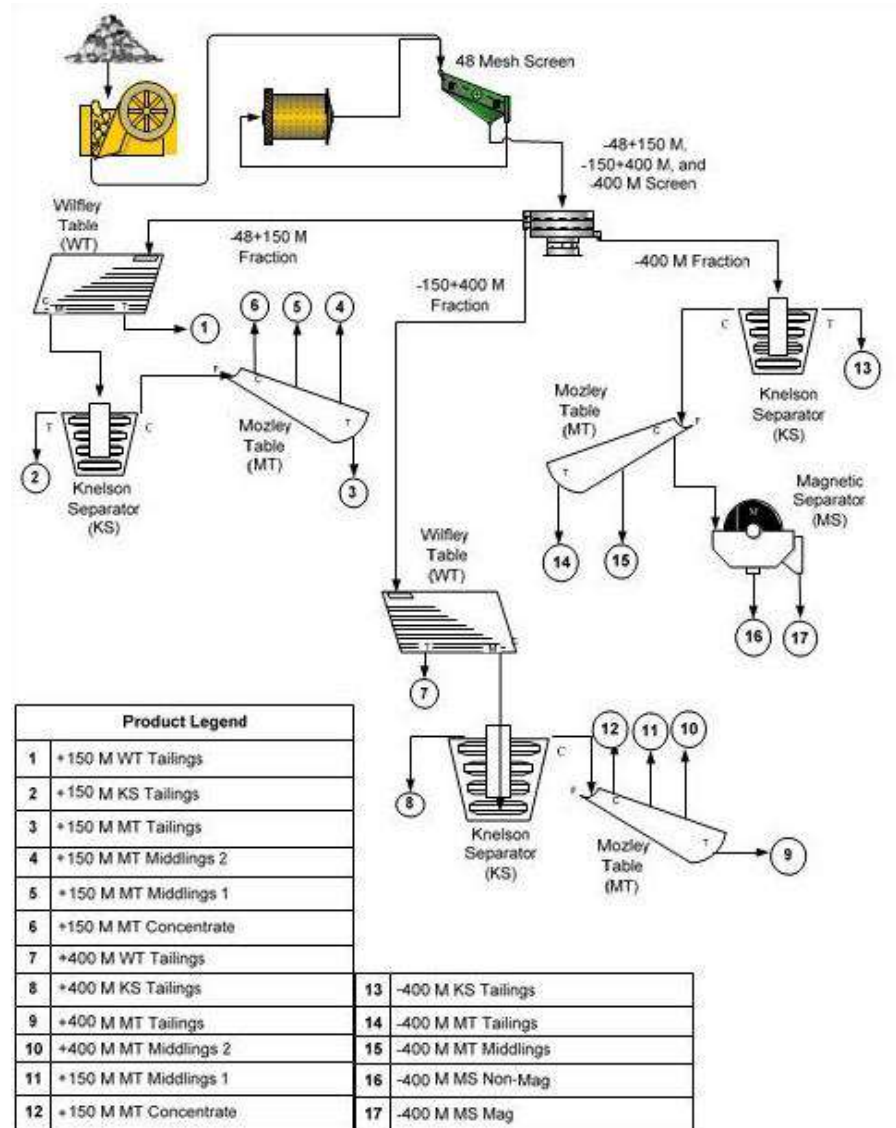 48 Mesh Screen
-48+150 M,
-150+400 M, and
-400 M Screen
Wilfley
Table
(WT)
-48+150 M
Fraction
-400 M Fraction
-150+400 M
Fraction
C
M
T
1
6
5
4
C
T
13
Knelson
Separator
(KS)
F
C
T
Mozley
Table
(MT)
3
T
C
2
Knelson
Separator
(KS)
Mozley
Table
(MT)
C
F
T
14
15
Magnetic
Separator
(MS)
M
16
17
Wilfley
Table
(WT)
T
M
C
7
8
C
Knelson
Separator
(KS)
12
11
10
F
C
T
Mozley
Table
(MT)
9
Product Legend
1 +150 M WT Tailings
2 +150 M KS Tailings
3 +150 M MT Tailings
4 +150 M MT Middlings 2
5 +150 M MT Middlings 1
6 +150 M MT Concentrate
7 +400 M WT Tailings
8 +400 M KS Tailings
9 +400 M MT Tailings
10 +400 M MT Middlings 2
11 +150 M MT Middlings 1
12 +150 M MT Concentrate
13 -400 M KS Tailings
14 -400 M MT Tailings
15 -400 M MT Middlings
16 -400 M MS Non-Mag
17 -400 M MS Mag